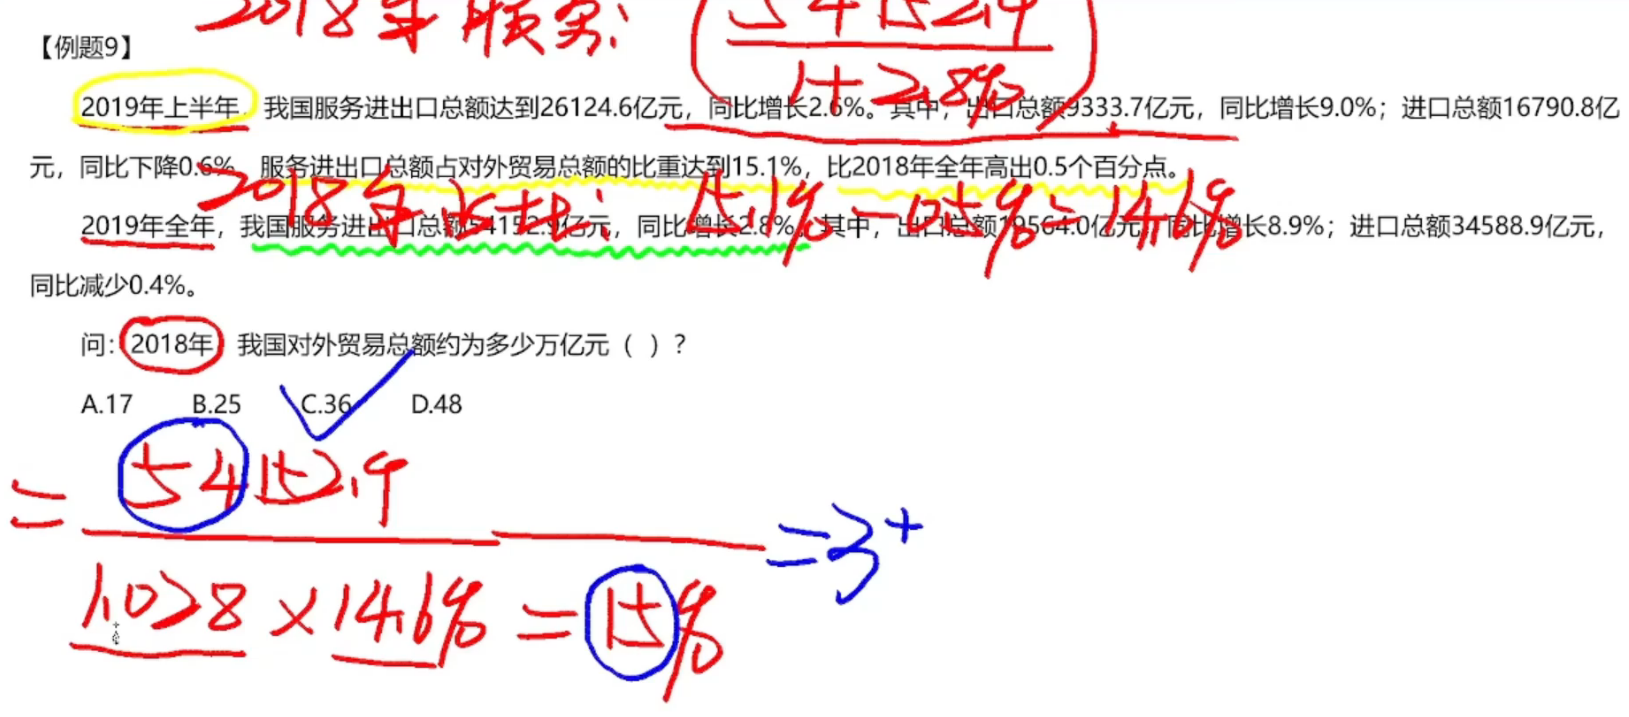 2018年服务:
54152.9
1+2.8%
【例题9】
2019年上半年,我国服务进出口总额达到26124.6亿元,同比增长2.6%。其中,出口总额9333.7亿元,同比增长9.0%;进口总额16790.8亿
元,同比下降0.6%。服务进出口总额占对外贸易总额的比重达到15.1%,比2018年全年高出0.5个百分点。
2018年占比:15.1%-0.5%=14.6%
2019年全年,我国服务进出口总额54152.9亿元,同比增长2.8%。其中,出口总额19564.0亿元,同比增长8.9%;进口总额34588.9亿元,
同比减少0.4%。
问:2018年 我国对外贸易总额约为多少万亿元( )?
A.17 B.25 C.36 D.48
= 54152.9
1.028×14.6% = 15%
=3+